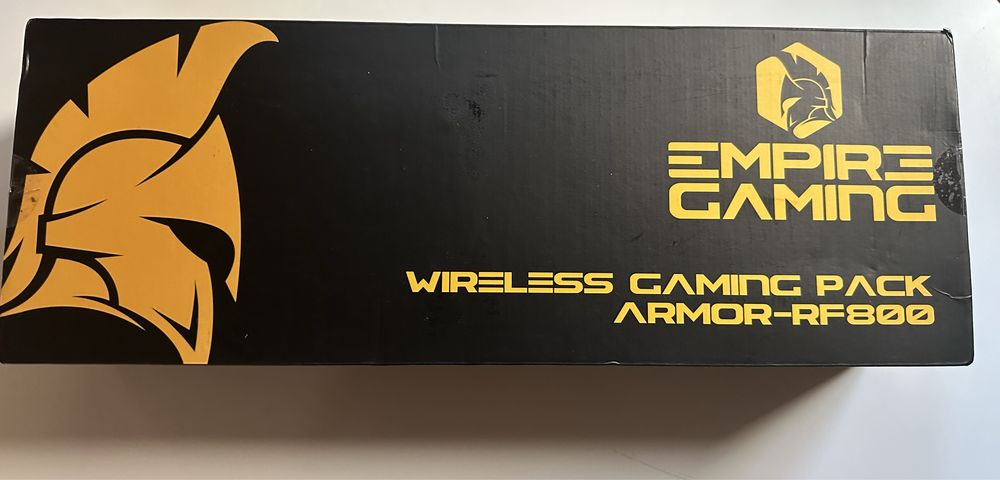 EMPIRE
GAMING
WIRELESS GAMING PACK
ARMOR-RF800